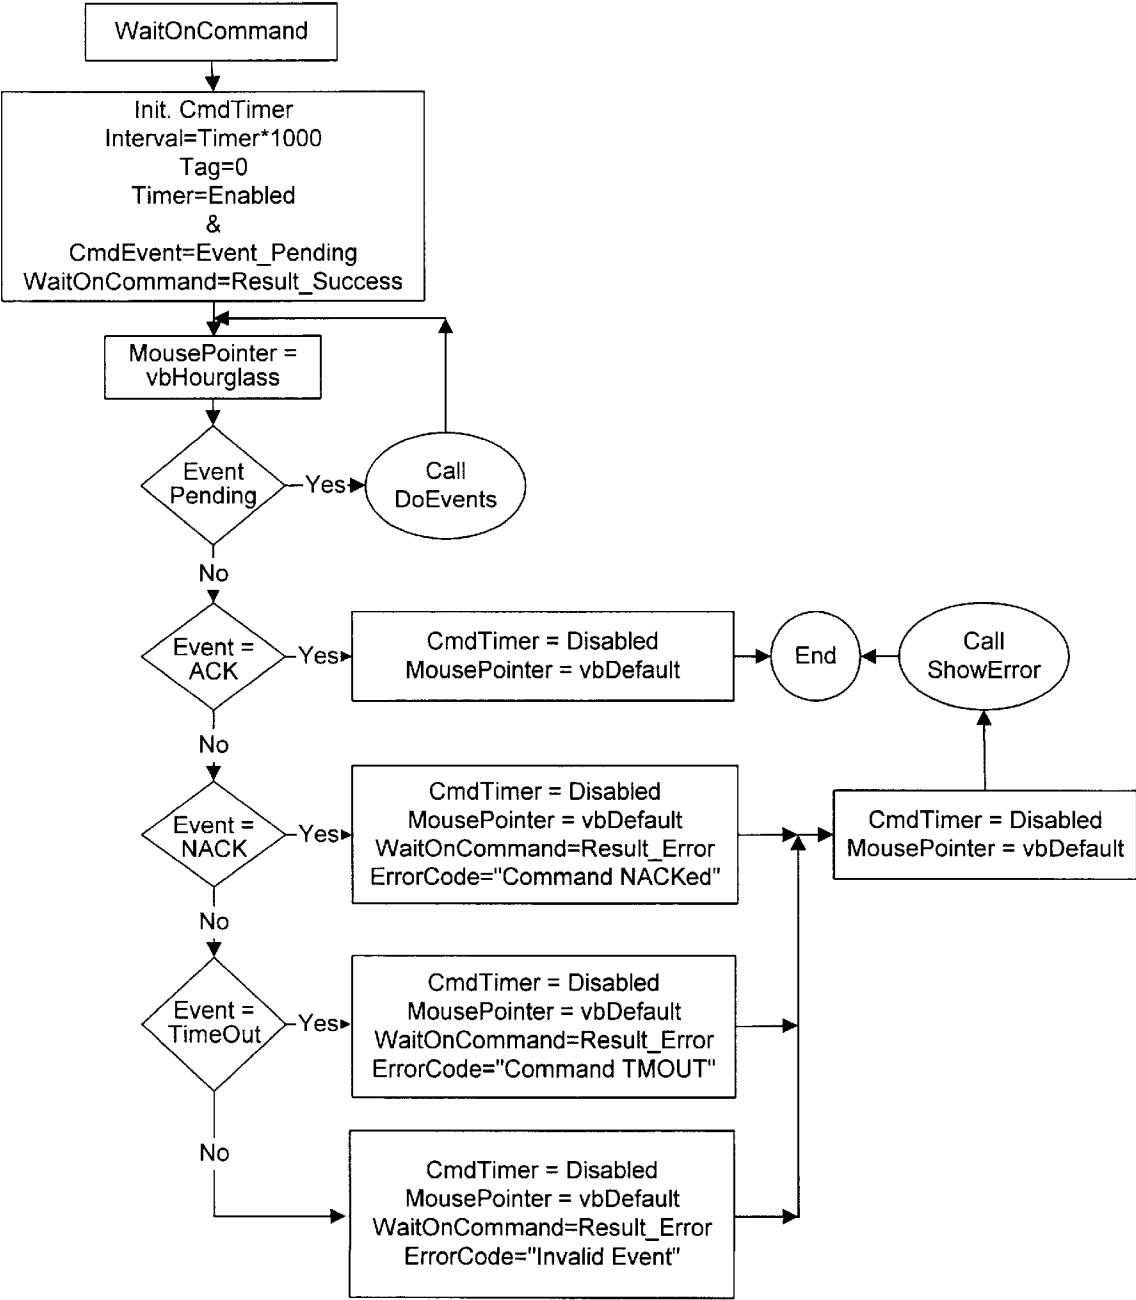 WaitOnCommand
Init. CmdTimer
Interval=Timer*1000
Tag=0
Timer=Enabled
&
CmdEvent=Event_Pending
WaitOnCommand=Result_Success
MousePointer =
vbHourglass
Event
Pending
Yes
Call
DoEvents
No
Event =
ACK
Yes
CmdTimer = Disabled
MousePointer = vbDefault
End
Call
ShowError
No
Event =
NACK
Yes
CmdTimer = Disabled
MousePointer = vbDefault
WaitOnCommand=Result_Error
ErrorCode="Command NACKed"
CmdTimer = Disabled
MousePointer = vbDefault
No
Event =
TimeOut
Yes
CmdTimer = Disabled
MousePointer = vbDefault
WaitOnCommand=Result_Error
ErrorCode="Command TMOUT"
No
CmdTimer = Disabled
MousePointer = vbDefault
WaitOnCommand=Result_Error
ErrorCode="Invalid Event"